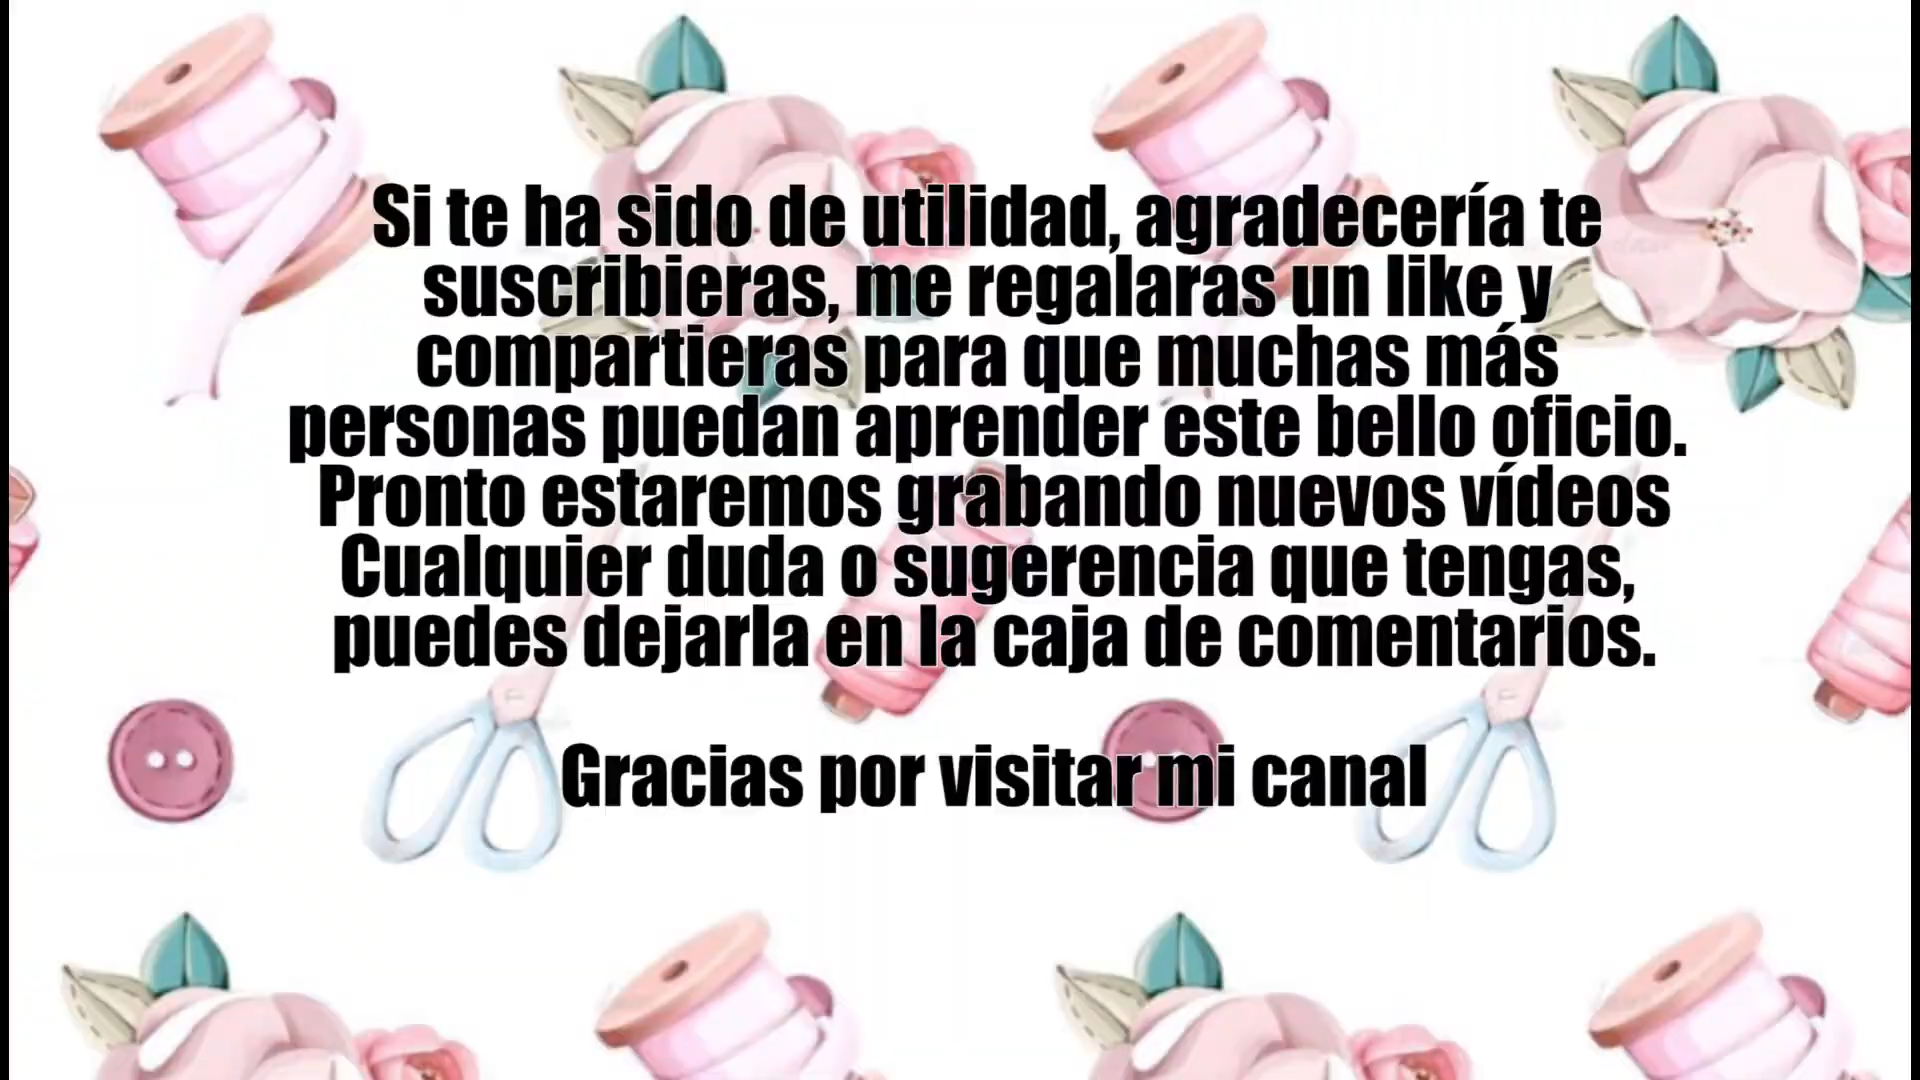 Si te ha sido de utilidad, agradecería te
suscribieras, me regalaras un like y
compartieras para que muchas más
personas puedan aprender este bello oficio.
Pronto estaremos grabando nuevos vídeos
Cualquier duda o sugerencia que tengas,
puedes dejarla en la caja de comentarios.
Gracias por visitar mi canal